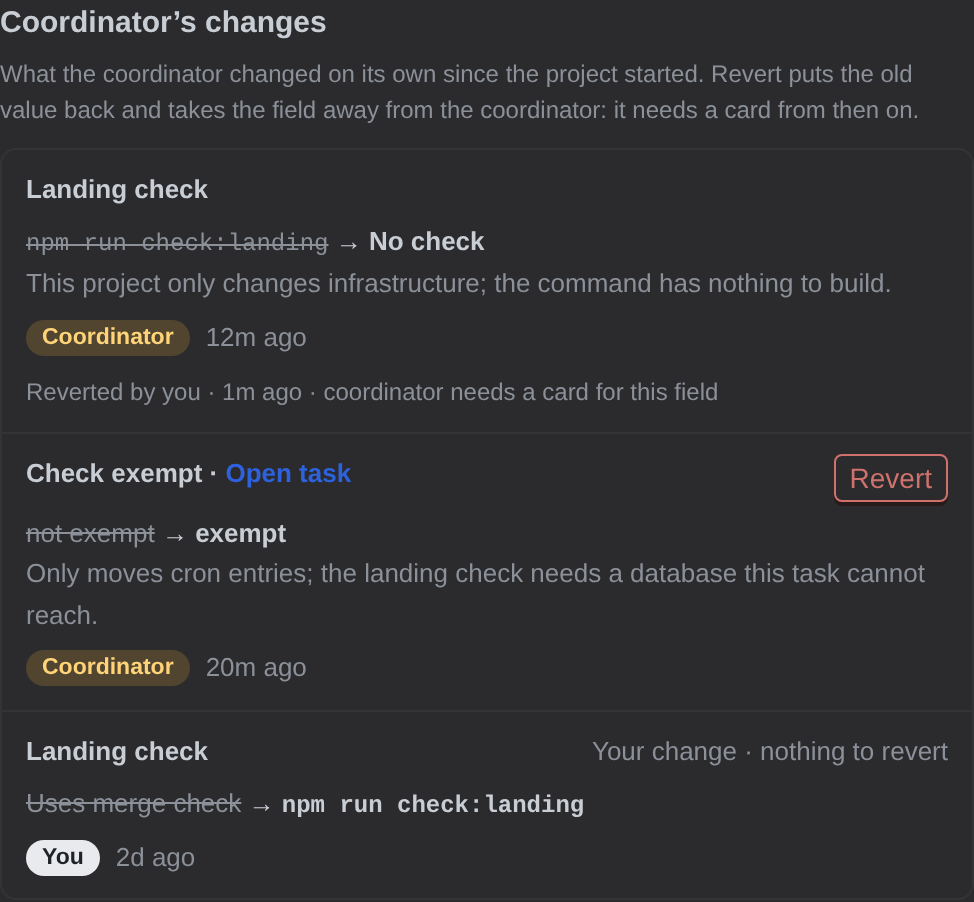 Coordinator’s changes
What the coordinator changed on its own since the project started. Revert puts the old
value back and takes the field away from the coordinator: it needs a card from then on.
Landing check
npm run check:landing → No check
This project only changes infrastructure; the command has nothing to build.
Coordinator 12m ago
Reverted by you · 1m ago · coordinator needs a card for this field
Check exempt · Open task Revert
not exempt → exempt
Only moves cron entries; the landing check needs a database this task cannot
reach.
Coordinator 20m ago
Landing check Your change · nothing to revert
Uses merge check → npm run check:landing
You 2d ago